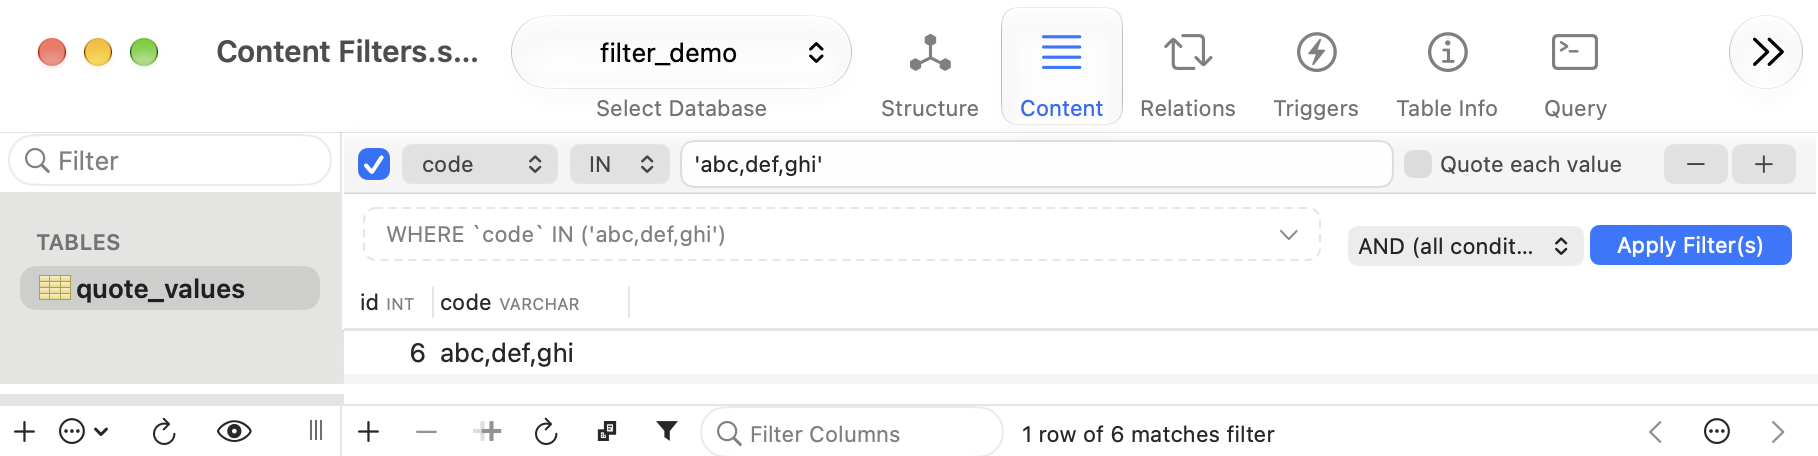 Content Filters.s...
filter_demo
Select Database
Structure
Content
Relations
Triggers
Table Info
Query
Filter
code
IN
'abc,def,ghi'
Quote each value
TABLES
quote_values
WHERE `code` IN ('abc,def,ghi')
AND (all condit...
Apply Filter(s)
id INT
code VARCHAR
6 abc,def,ghi
Filter Columns
1 row of 6 matches filter